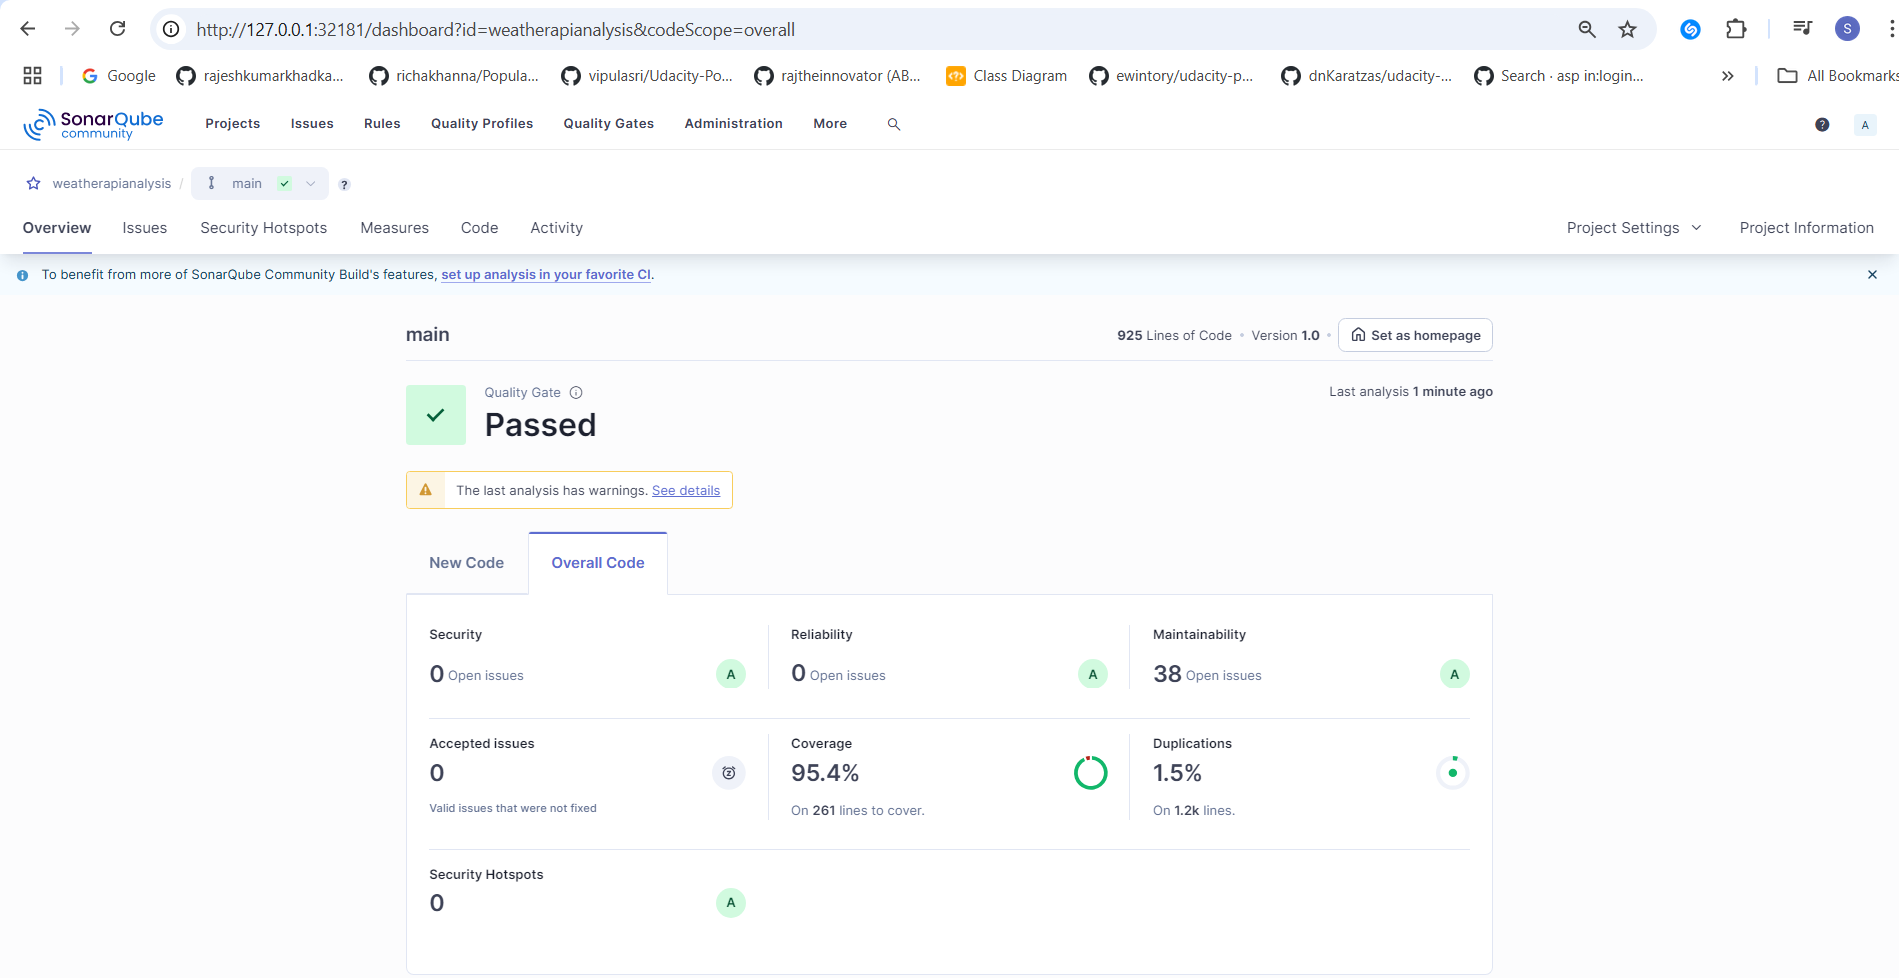 http://127.0.0.1:32181/dashboard?id=weatherapianalysis&codeScope=overall
S
Google rajeshkumarkhadka... richakhanna/Popula... vipulasri/Udacity-Po... rajtheinnovator (AB... Class Diagram ewintory/udacity-p... dnKaratzas/udacity-... Search · asp in:login... » All Bookmarks
SonarQube community
Projects Issues Rules Quality Profiles Quality Gates Administration More ? A
weatherapianalysis / main ?
Overview Issues Security Hotspots Measures Code Activity Project Settings Project Information
To benefit from more of SonarQube Community Build's features, set up analysis in your favorite CI.
main 925 Lines of Code • Version 1.0 • Set as homepage
Quality Gate Last analysis 1 minute ago
Passed
The last analysis has warnings. See details
New Code Overall Code
Security Reliability Maintainability
0 Open issues A 0 Open issues A 38 Open issues A
Accepted issues Coverage Duplications
0 95.4% 1.5%
Valid issues that were not fixed On 261 lines to cover. On 1.2k lines.
Security Hotspots
0 A